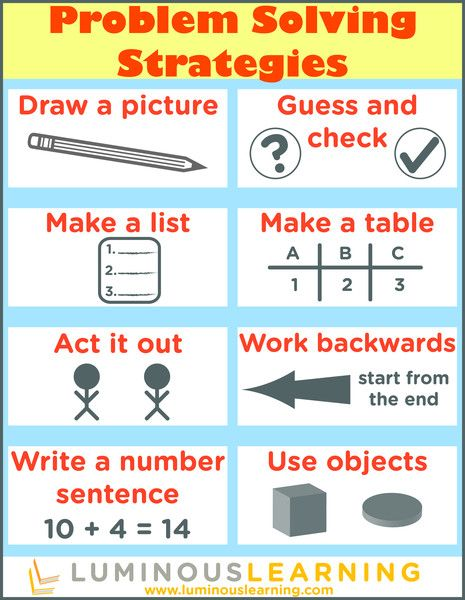 Problem Solving
Strategies
Draw a picture
Guess and
check
?
Make a list
1.
2.
3.
Make a table
A B C
1 2 3
Act it out
Work backwards
start from
the end
Write a number
sentence
10 + 4 = 14
Use objects
LUMINOUSLEARNING
www.luminouslearning.com